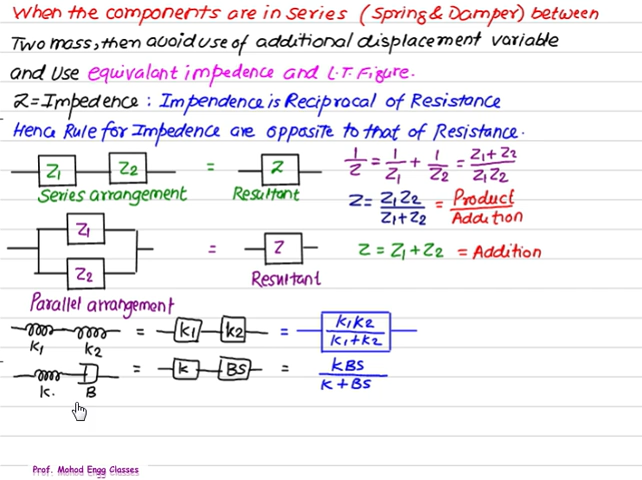 When the components are in Series (Spring & Damper) between
Two mass, then avoid use of additional displacement variable
and Use equivalant impedence and L.T. Figure.
Z = Impedence : Impendence is Reciprocal of Resistance
Hence Rule for Impedence are opposite to that of Resistance.
Z1 Z2 = Z 1/Z = 1/Z1 + 1/Z2 = Z1+Z2/Z1Z2
Series arrangement Resultant Z = Z1Z2/Z1+Z2 = Product/Addition
Z1
Z2 = Z Z = Z1 + Z2 = Addition
Resultant
Parallel arrangement
K1 K2 = K1 K2 = K1K2/K1+K2
K. B = K BS = KBS/K+BS
Prof. Mohod Engg Classes